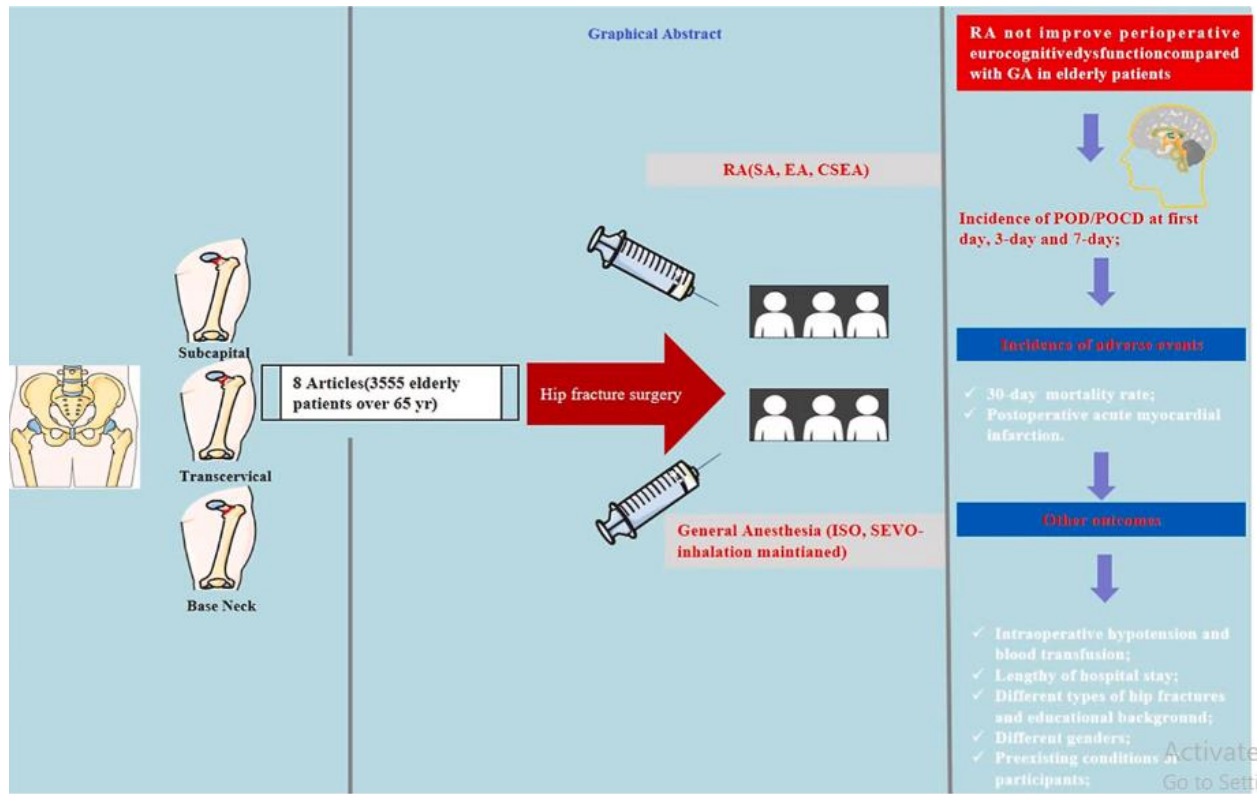 Graphical Abstract
Subcapital
Transcervical
Base Neck
8 Articles(3555 elderly
patients over 65 yr)
Hip fracture surgery
RA(SA, EA, CSEA)
General Anesthesia (ISO, SEVO-
inhalation maintianed)
RA not improve perioperative
eurocognitivedysfunctioncompared
with GA in elderly patients
Incidence of POD/POCD at first
day, 3-day and 7-day;
Incidence of adverse events
✓ 30-day mortality rate;
✓ Postoperative acute myocardial
infarction.
Other outcomes
✓ Intraoperative hypotension and
blood transfusion;
✓ Lengthy of hospital stay;
✓ Different types of hip fractures
and educational background;
✓ Different genders;
✓ Preexisting conditions
participants;
Activate
Go to Setti